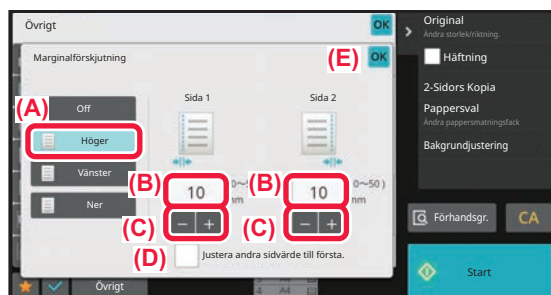 Övrigt
OK
Marginalförskjutning
(E)
OK
(A)
Off
Höger
Vänster
Ner
Sida 1
Sida 2
(B)
10
mm
(B)
10
0~50 )
mm
(C)
- +
(C)
- +
(D)
Justera andra sidvärde till första.
Övrigt
A4
Original
Ändra storlek/riktning.
Häftning
2-Sidors Kopia
Pappersval
Ändra pappersmatningsfack
Bakgrundjustering
Förhandsgr.
CA
Start